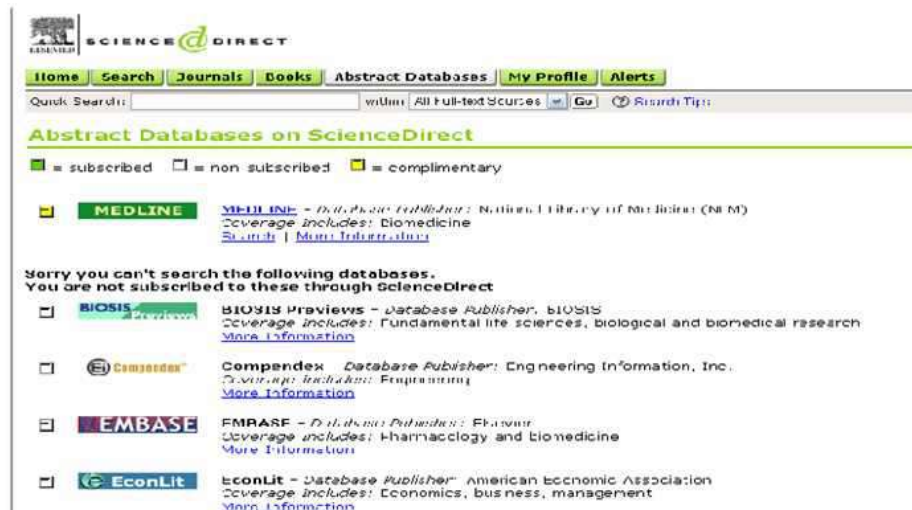 ELSEVIER
SCIENCE @ DIRECT
Home Search Journals Books Abstract Databases My Profile Alerts
Quick Search: within All Full-text Sources Go ? Search Tips
Abstract Databases on ScienceDirect
= subscribed = non subscribed = complimentary
MEDLINE MEDLINE - Database Publisher: National Library of Medicine (NLM)
Coverage Includes: Biomedicine
Search | More Information
Sorry you can't search the following databases.
You are not subscribed to these through ScienceDirect
BIOSIS Previews BIOSIS Previews - Database Publisher: BIOSIS
Coverage Includes: Fundamental life sciences, biological and biomedical research
More Information
Ei Compendex™ Compendex - Database Publisher: Engineering Information, Inc.
Coverage Includes: Engineering
More Information
EMBASE EMBASE - Database Publisher: Elsevier
Coverage Includes: Pharmacology and biomedicine
More Information
EconLit EconLit - Database Publisher: American Economic Association
Coverage Includes: Economics, business, management
More Information